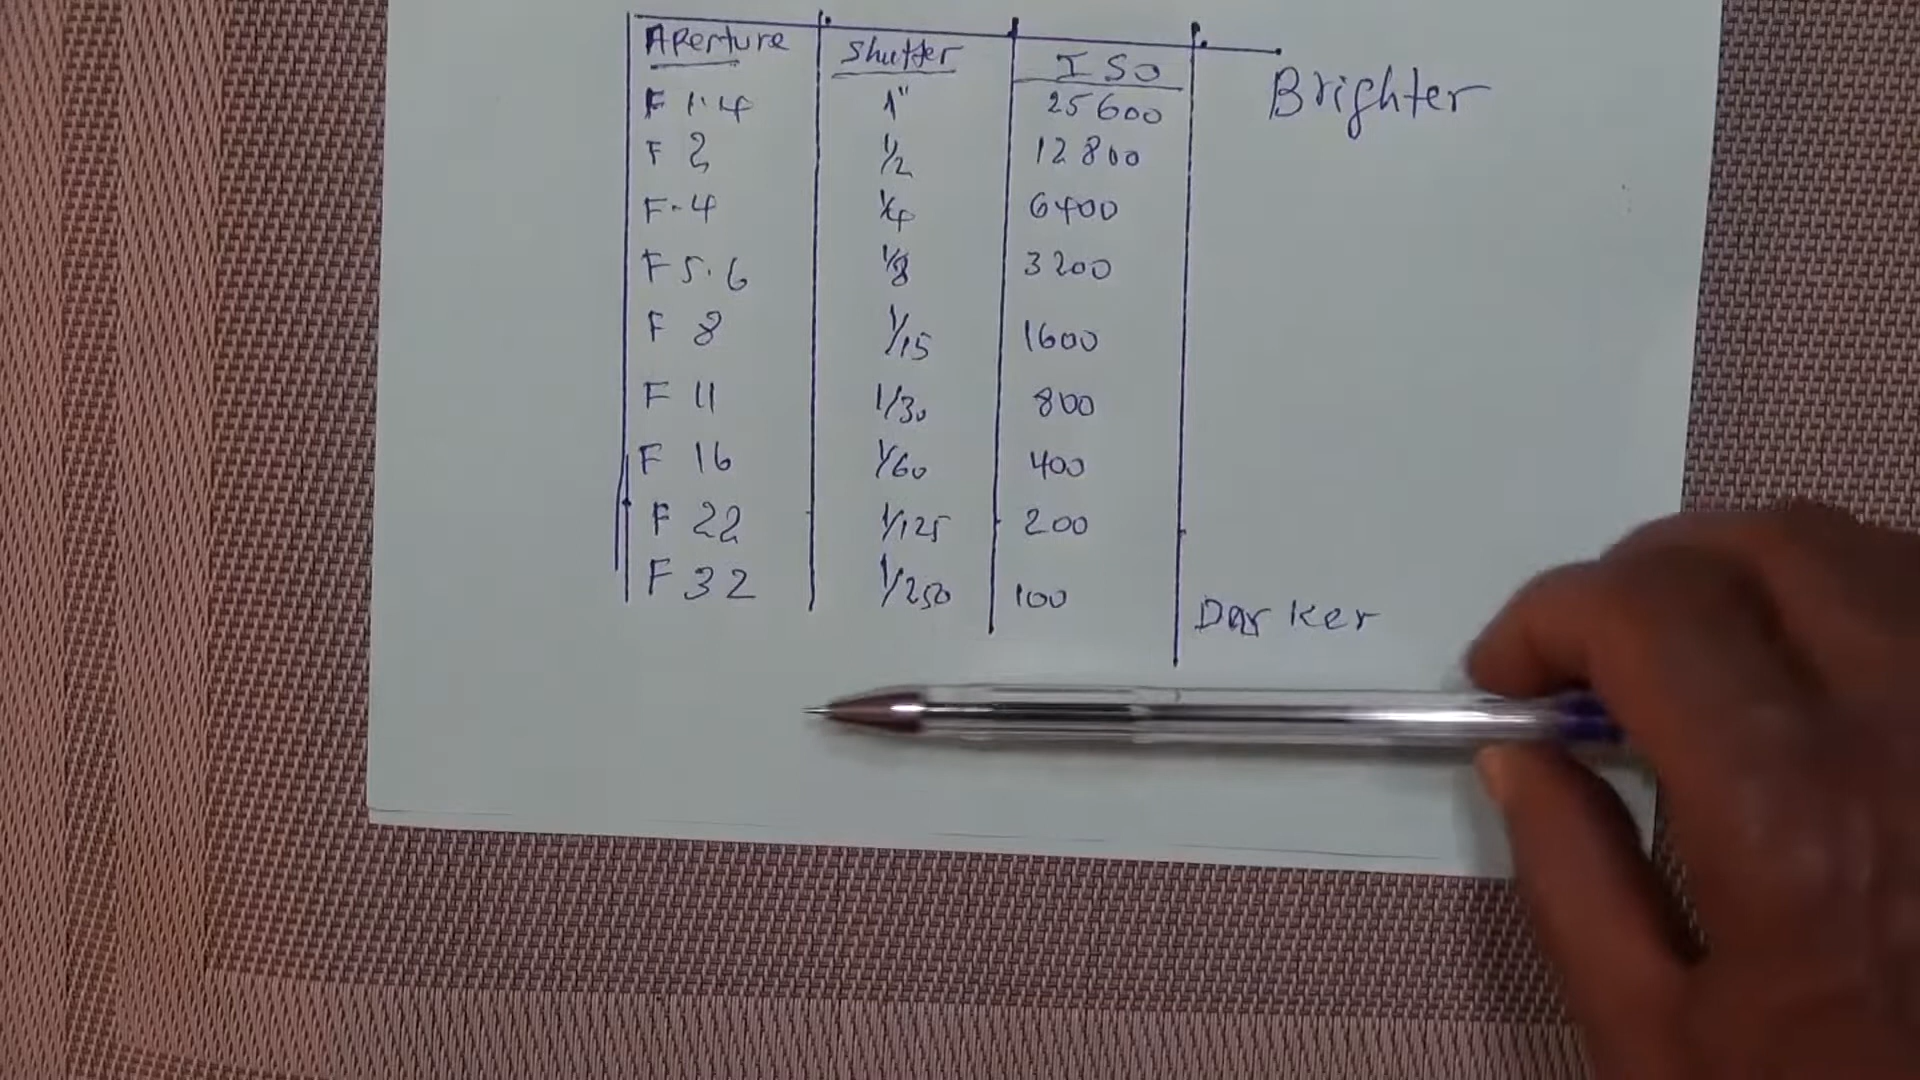 Aperture Shutter ISO
F 1.4 1" 25600 Brighter
F 2 1/2 12800
F.4 1/4 6400
F 5.6 1/8 3200
F 8 1/15 1600
F 11 1/30 800
F 16 1/60 400
F 22 1/125 200
F 32 1/250 100 Darker